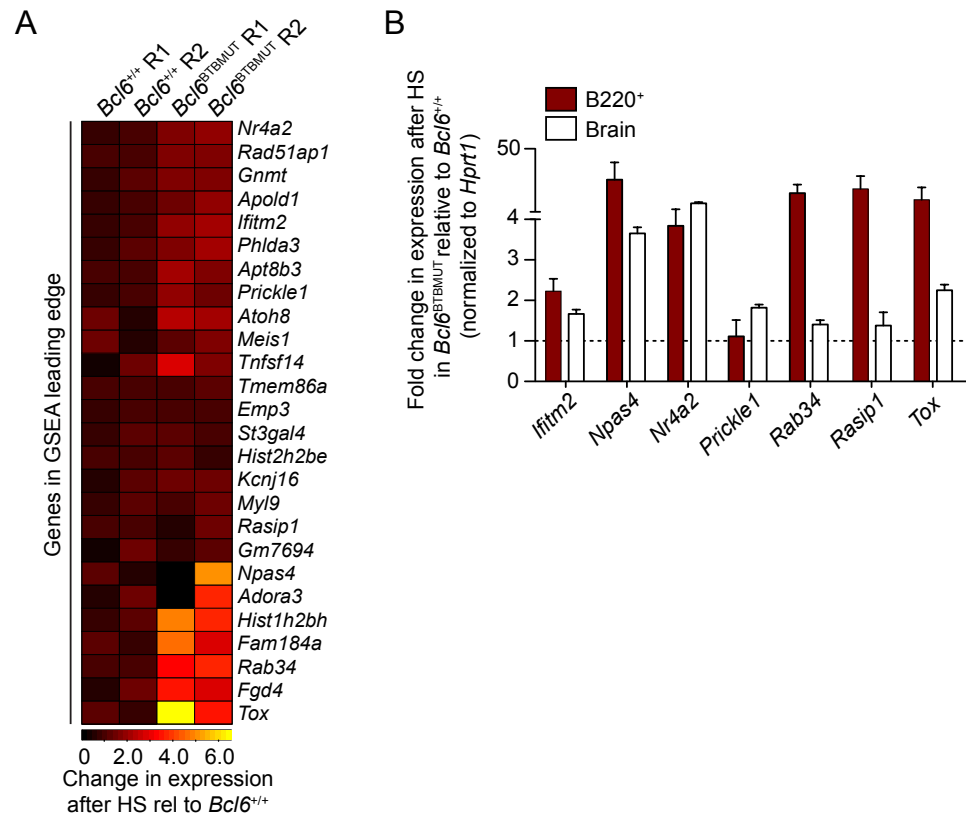 A
Bcl6+/+ R1
Bcl6+/+ R2
Bcl6BTBMUT R1
Bcl6BTBMUT R2
Genes in GSEA leading edge
Nr4a2
Rad51ap1
Gnmt
Apold1
Ifitm2
Phlda3
Apt8b3
Prickle1
Atoh8
Meis1
Tnfsf14
Tmem86a
Emp3
St3gal4
Hist2h2be
Kcnj16
Myl9
Rasip1
Gm7694
Npas4
Adora3
Hist1h2bh
Fam184a
Rab34
Fgd4
Tox
0 2.0 4.0 6.0
Change in expression
after HS rel to Bcl6+/+
B
Fold change in expression after HS
in Bcl6BTBMUT relative to Bcl6+/+
(normalized to Hprt1)
B220+
Brain
50
4
3
2
1
0
Ifitm2
Npas4
Nr4a2
Prickle1
Rab34
Rasip1
Tox